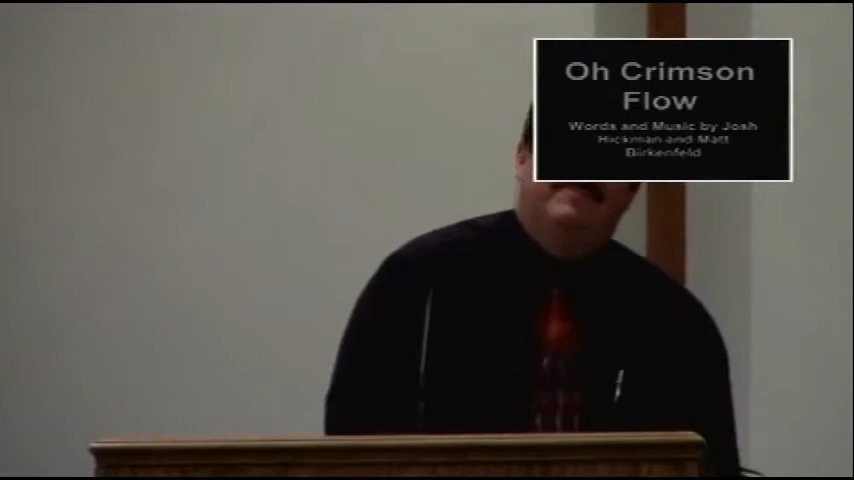 Oh Crimson
Flow
Words and Music by Josh
Hickman and Matt
Birkenfeld